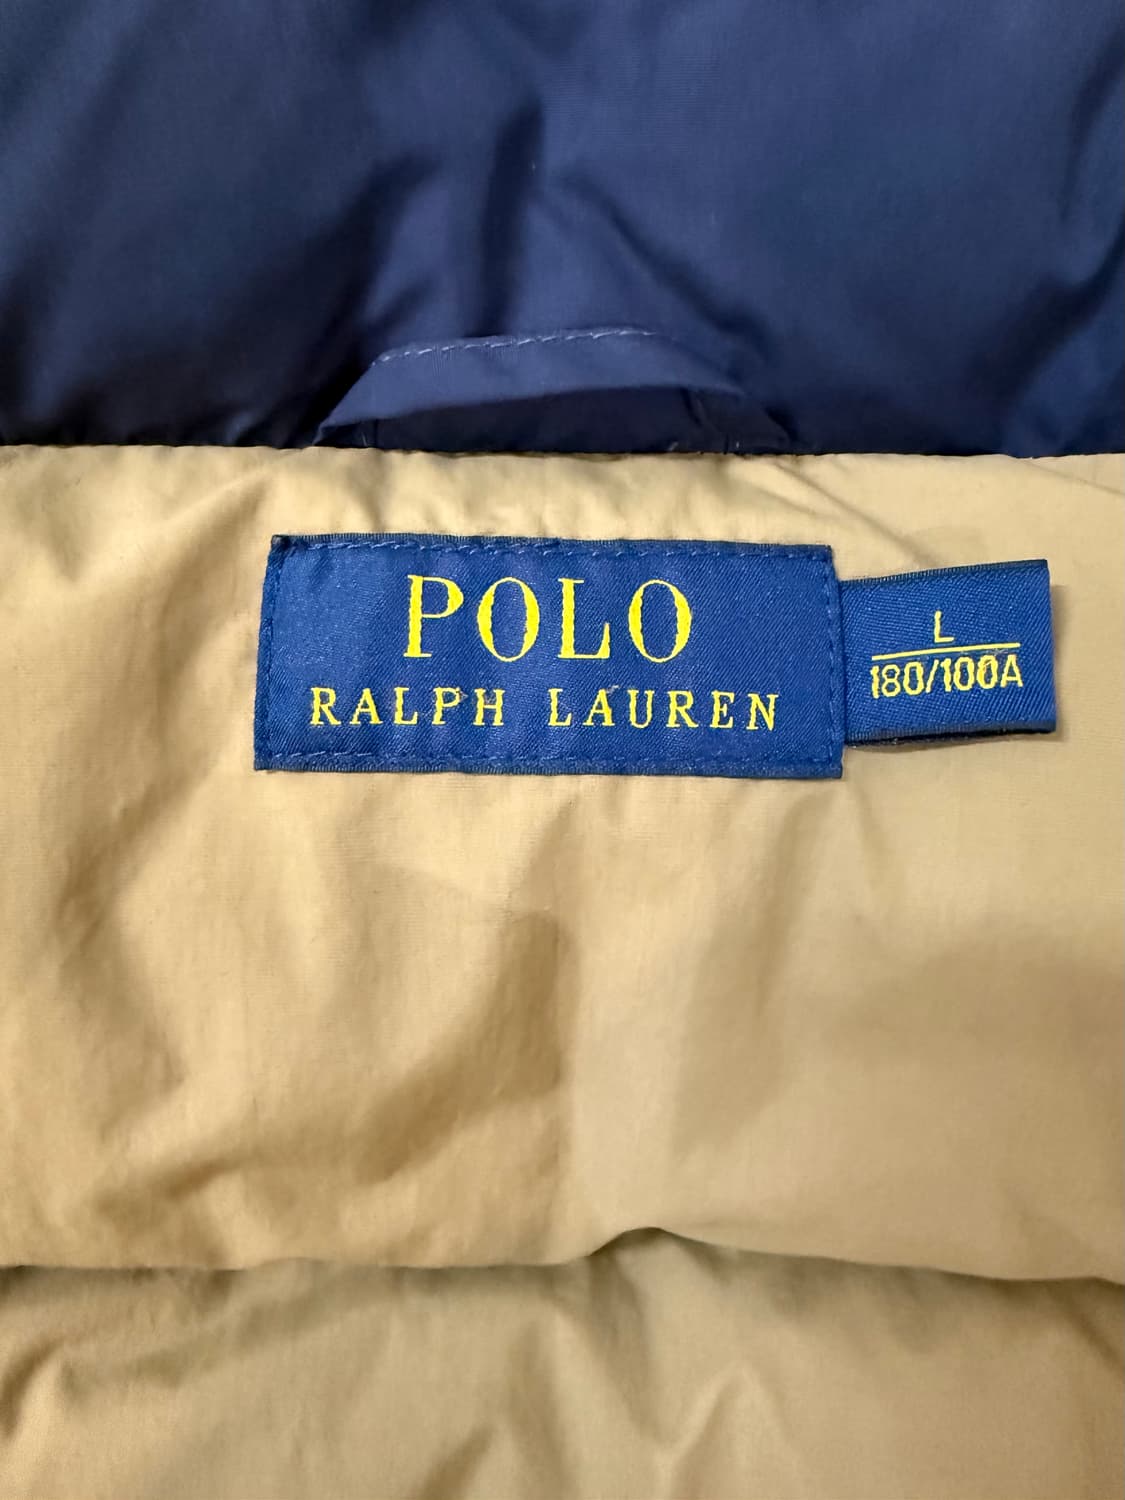 POLO
RALPH LAUREN
L
180/100A